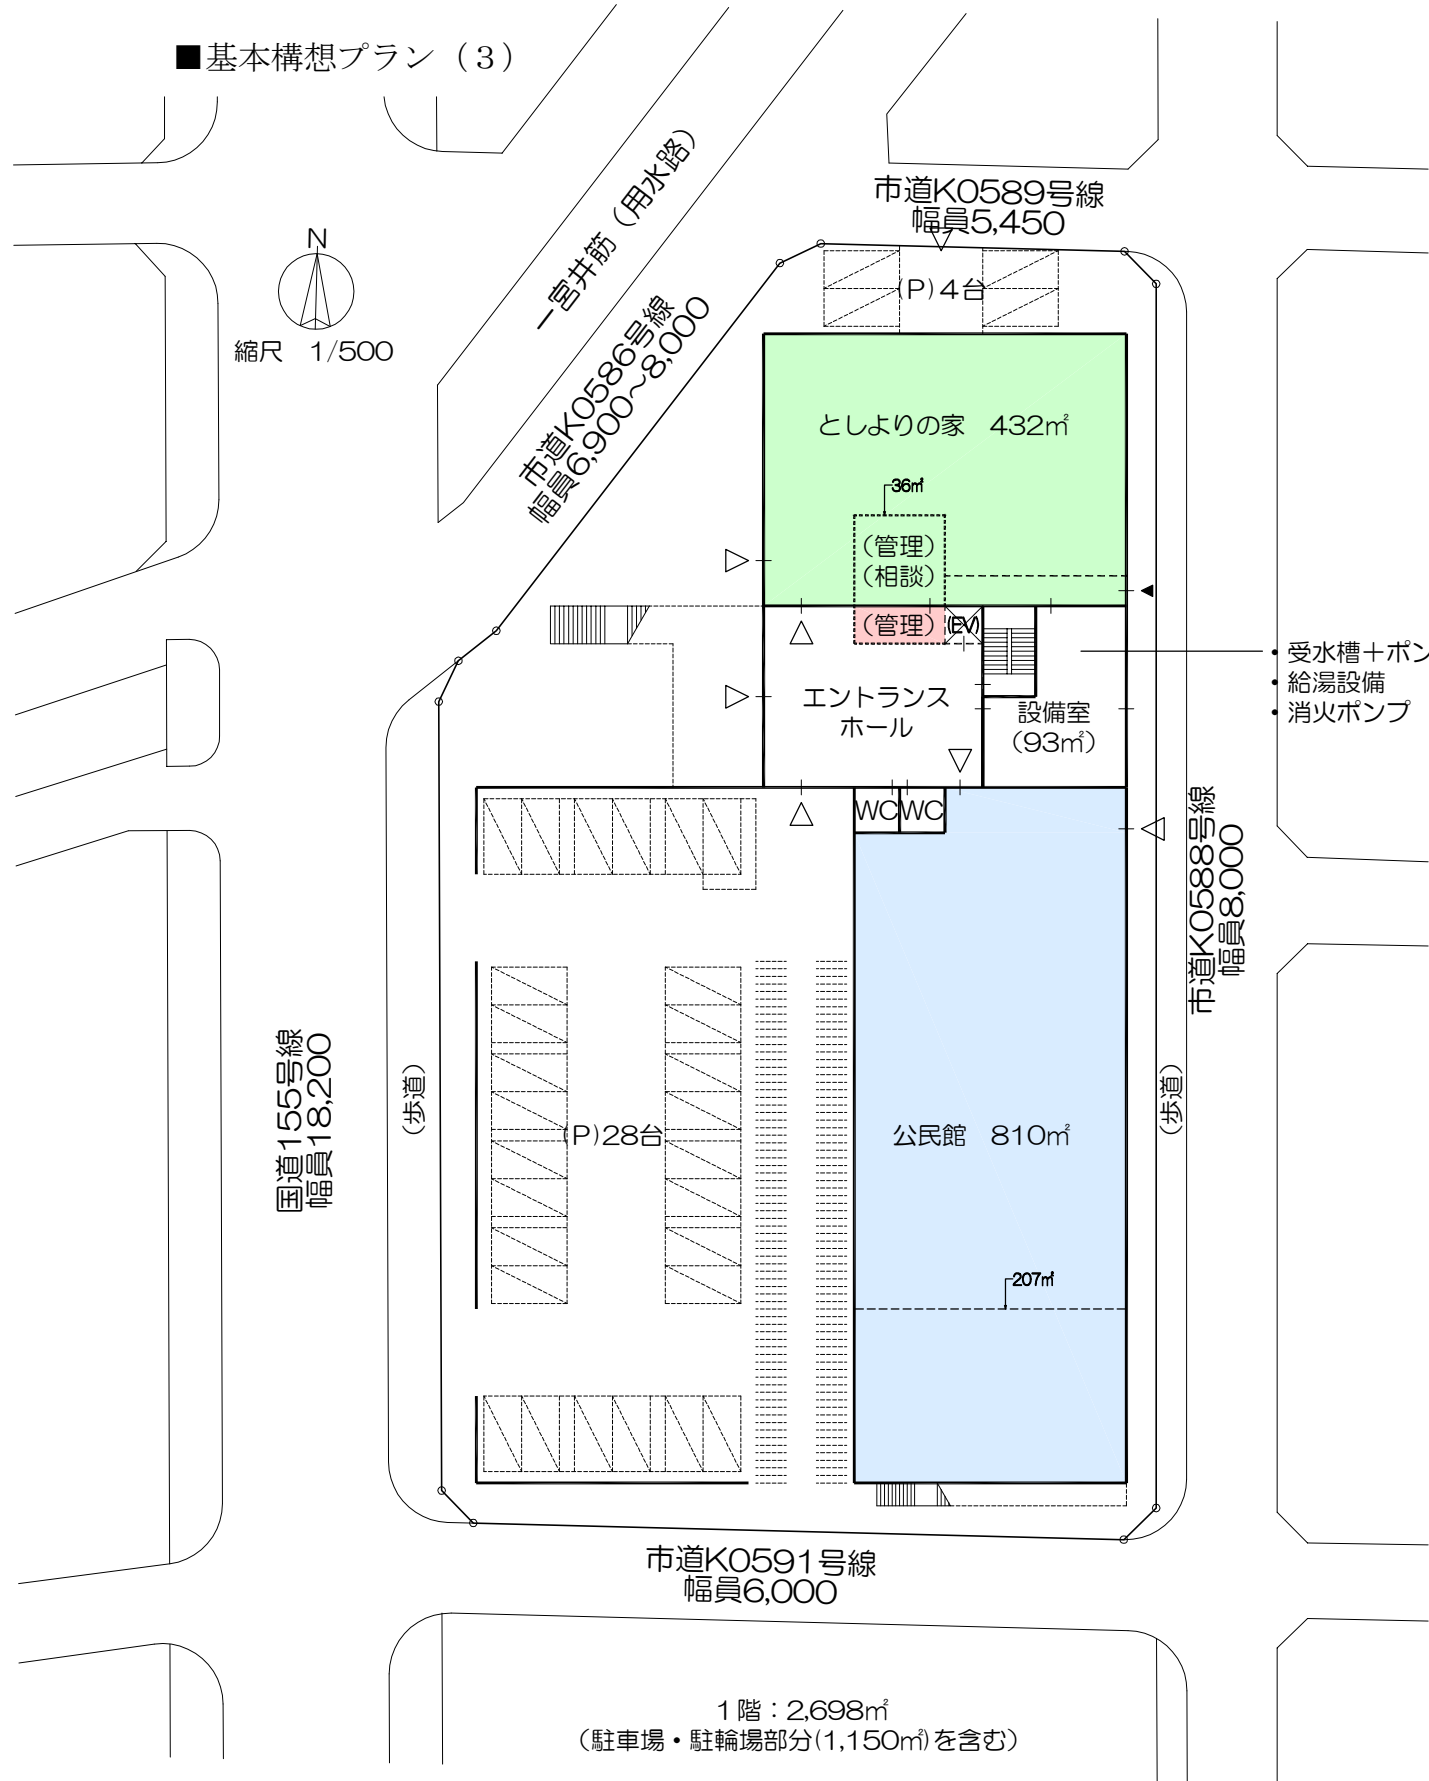 ■基本構想プラン（３）
市道K0589号線
幅員5,450
一宮井筋（用水路）
N
縮尺　1/500
(P)4台
市道K0586号線
幅員6,900～8,000
としよりの家　432㎡
36㎡
（管理）
（相談）
（管理）
(EV)
エントランス
ホール
設備室
（93㎡）
・受水槽＋ポン
・給湯設備
・消火ポンプ
WC
WC
市道K0588号線
幅員8,000
国道155号線
幅員18,200
（歩道）
(P)28台
公民館　810㎡
（歩道）
207㎡
市道K0591号線
幅員6,000
1階：2,698㎡
（駐車場・駐輪場部分(1,150㎡)を含む）